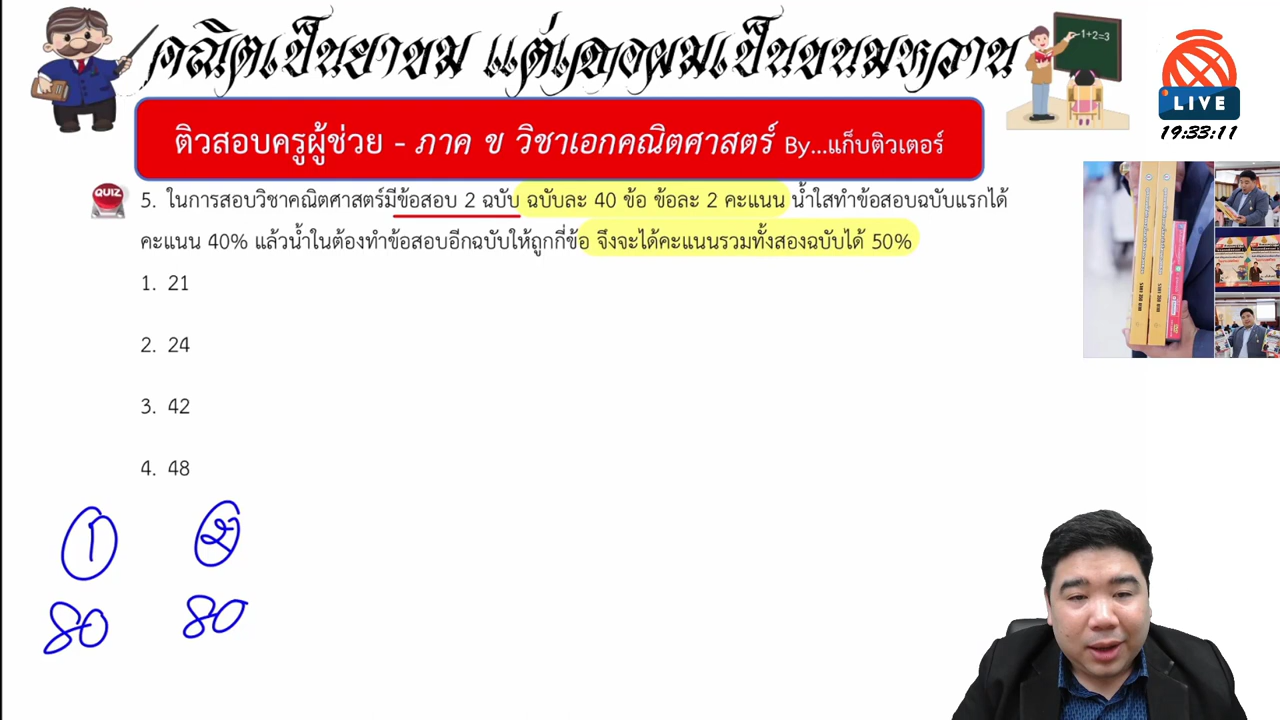 คณิตเป็นยาขม แต่เจอผมเป็นขนมหวาน
-1+2=3
LIVE
19:33:11
ติวสอบครูผู้ช่วย - ภาค ข วิชาเอกคณิตศาสตร์ By...แก็บติวเตอร์
QUIZ
5. ในการสอบวิชาคณิตศาสตร์มีข้อสอบ 2 ฉบับ ฉบับละ 40 ข้อ ข้อละ 2 คะแนน น้ำใสทำข้อสอบฉบับแรกได้
คะแนน 40% แล้วน้ำในต้องทำข้อสอบอีกฉบับให้ถูกกี่ข้อ จึงจะได้คะแนนรวมทั้งสองฉบับได้ 50%
1. 21
2. 24
3. 42
4. 48
1 2
80 80